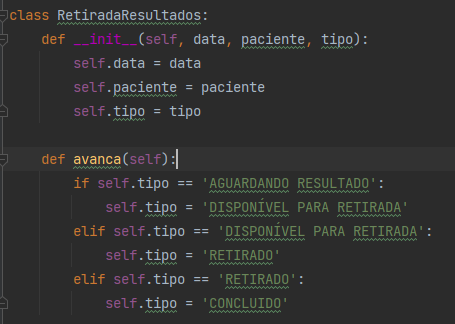 class RetiradaResultados:
    def __init__(self, data, paciente, tipo):
        self.data = data
        self.paciente = paciente
        self.tipo = tipo

    def avanca(self):
        if self.tipo == 'AGUARDANDO RESULTADO':
            self.tipo = 'DISPONÍVEL PARA RETIRADA'
        elif self.tipo == 'DISPONÍVEL PARA RETIRADA':
            self.tipo = 'RETIRADO'
        elif self.tipo == 'RETIRADO':
            self.tipo = 'CONCLUIDO'